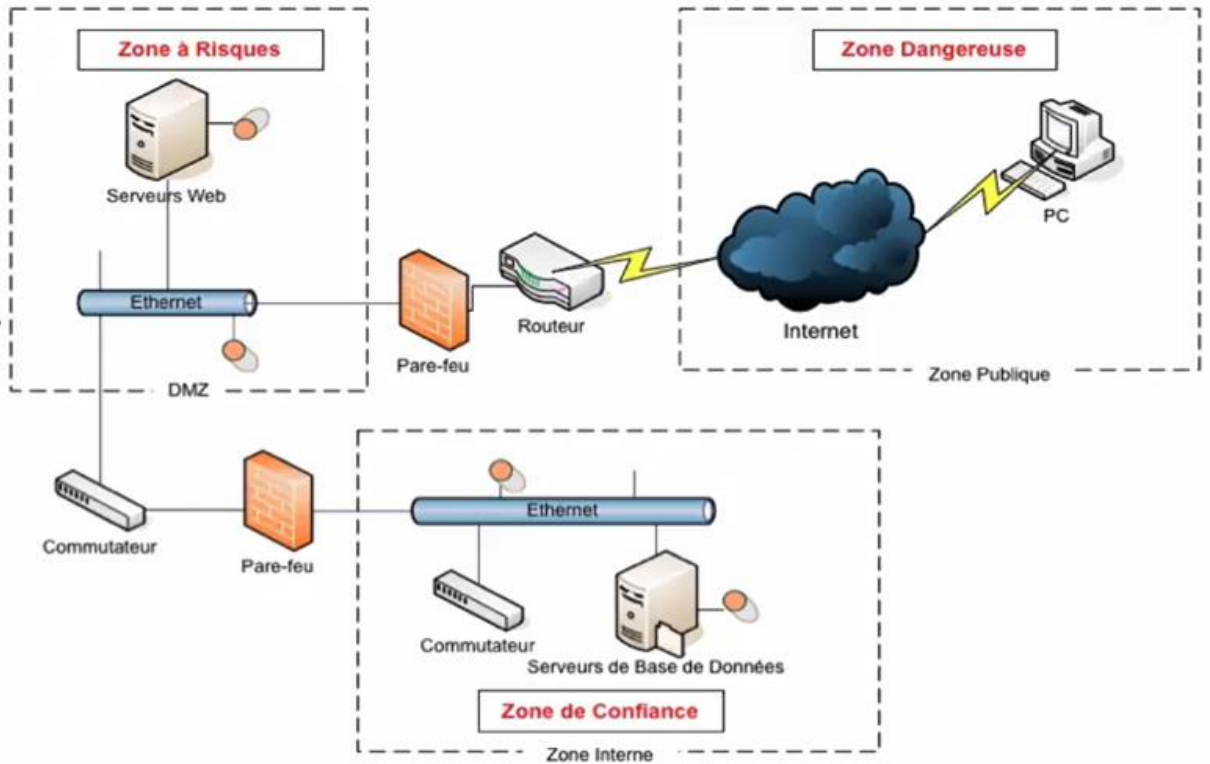 Zone à Risques
Zone Dangereuse
Serveurs Web
PC
Ethernet
Routeur
Internet
Pare-feu
Zone Publique
DMZ
Ethernet
Commutateur
Pare-feu
Commutateur
Serveurs de Base de Données
Zone de Confiance
Zone Interne